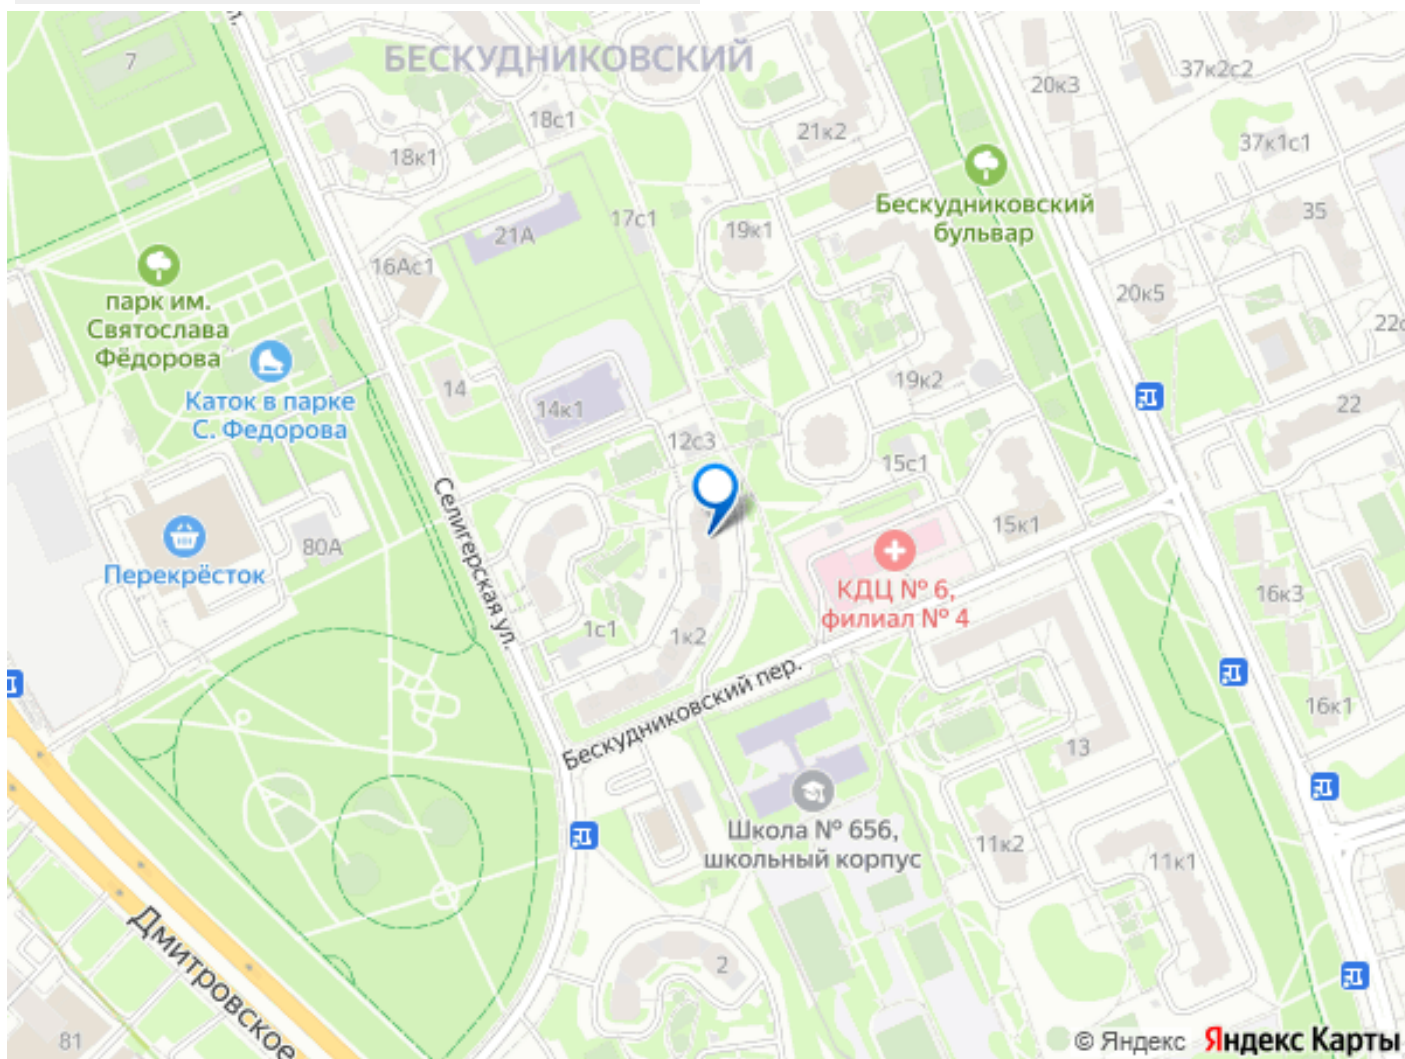 7
БЕСКУДНИКОВСКИЙ
20к3
37к2с2
18с1
21к2
37к1с1
18к1
Бескудниковский
бульвар
17с1
35
21А
19к1
16Ас1
20к5
парк им.
Святослава
Фёдорова
22с
14
19к2
Каток в парке
С. Федорова
14к1
22
12с3
15с1
Селигерская ул.
15к1
80А
Перекрёсток
КДЦ № 6,
филиал № 4
16к3
1с1
1к2
Бескудниковский пер.
16к1
13
Школа № 656,
школьный корпус
11к2
11к1
Дмитровское
2
81
© Яндекс Яндекс Карты